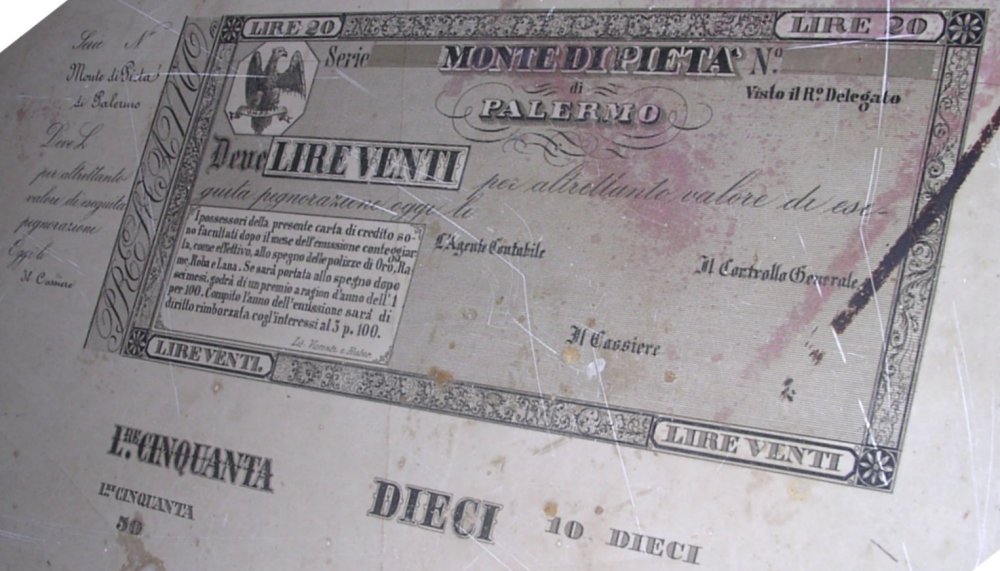 Serie N.º
Monte di Pietà
di Palermo
Deve L
per altrettanto
valore di eseguita
pegnorazione
Oggi li
Il Cassiere
LIRE 20
LIRE 20
Serie
MONTE DI PIETA'
N.º
di
PALERMO
Visto il R.º Delegato
Deve LIRE VENTI per altrettanto valore di ese-
guita pegnorazione oggi li
I possessori della presente carta di credito so-
no facultati dopo il mese dell'emissione conteggiar-
la, come effettivo, allo spegno delle polizze di Oro, Ra-
me, Roba e Lana. Se sarà portata allo spegno dopo
sei mesi, godrà di un premio a ragion d'anno dell' 1
per 100. Compito l'anno dell'emissione sarà di
diritto rimborzata cogl'interessi al 3 p. 100.
L'Agente Contabile
Il Controllo Generale
Il Cassiere
LIRE VENTI.
LIRE VENTI
L.RE CINQUANTA
L.RE CINQUANTA
50
DIECI
10 DIECI